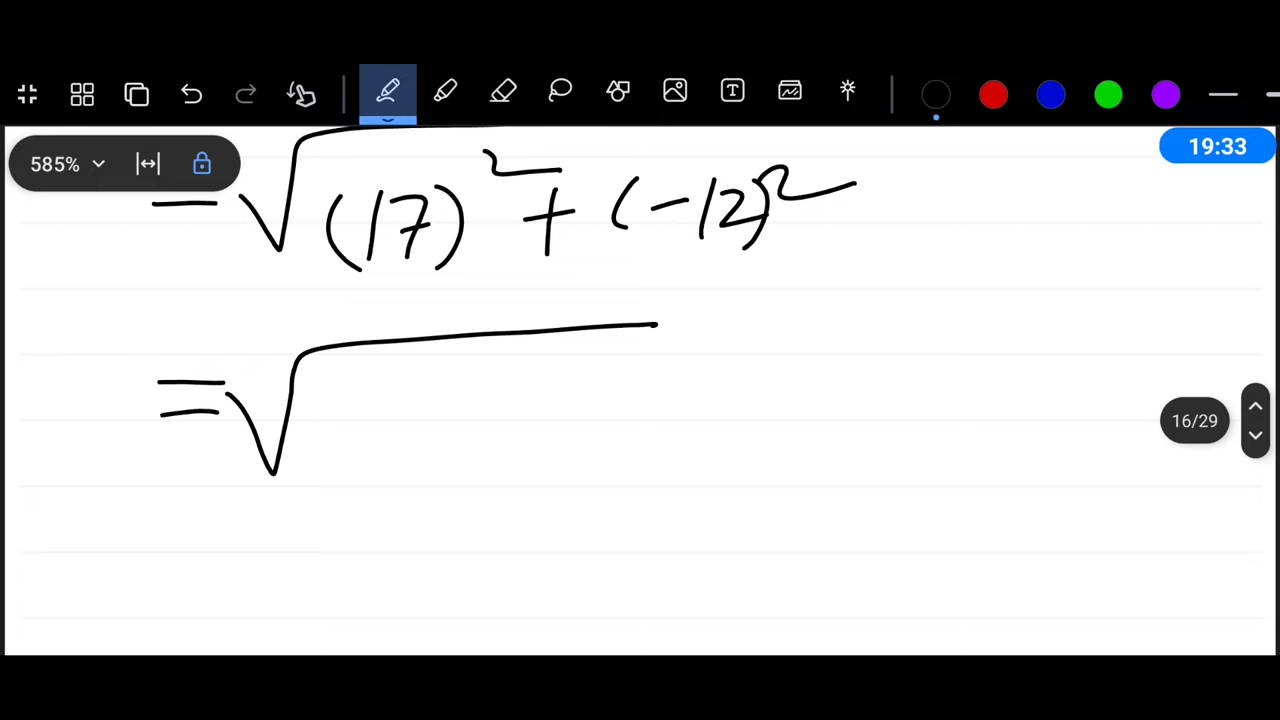 T
19:33
585%
= √(17)² + (-12)²
= √
16/29